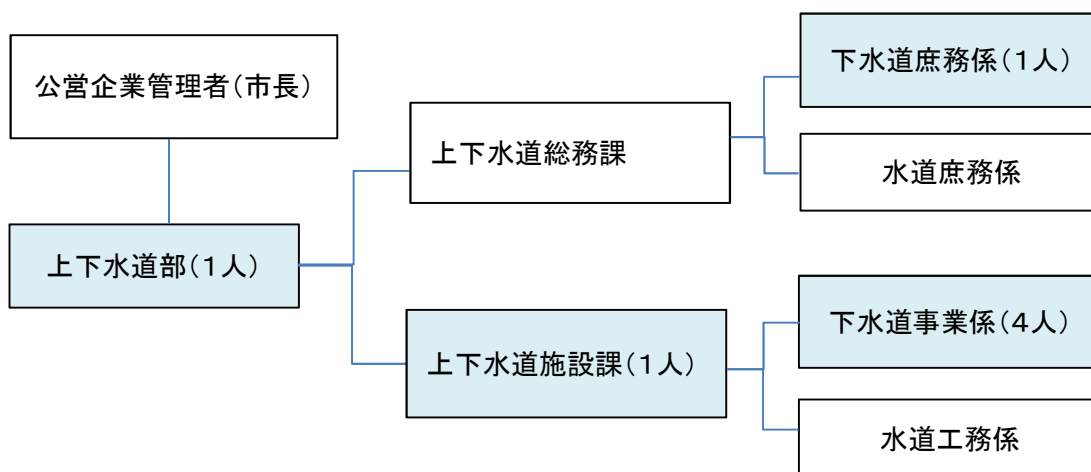 公営企業管理者(市長)
上下水道部(1人)
上下水道総務課
下水道庶務係(1人)
水道庶務係
上下水道施設課(1人)
下水道事業係(4人)
水道工務係